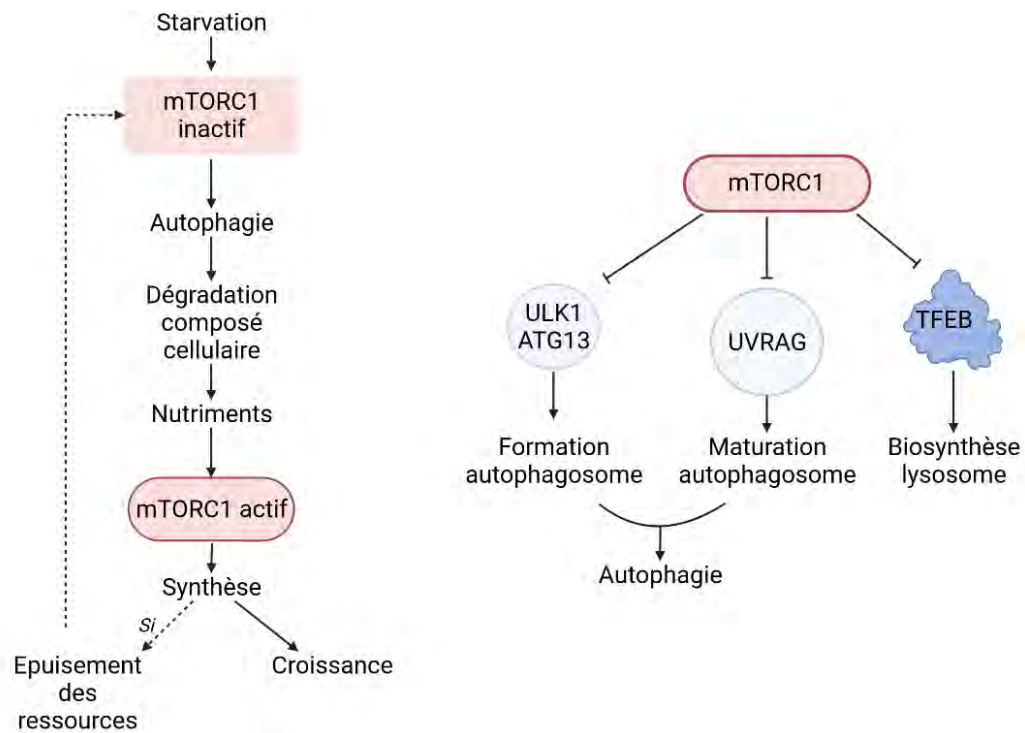 Starvation
mTORC1
inactif
Autophagie
Dégradation
composé
cellulaire
Nutriments
mTORC1 actif
Synthèse
Si
Epuisement
des
ressources
Croissance
mTORC1
ULK1
ATG13
UVRAG
TFEB
Formation
autophagosome
Maturation
autophagosome
Biosynthèse
lysosome
Autophagie